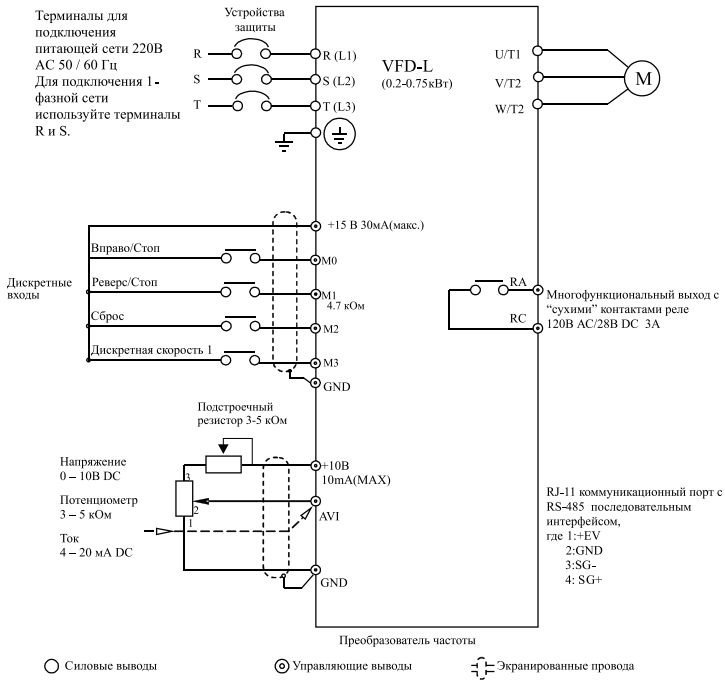 Терминалы для
подключения
питающей сети 220В
АС 50 / 60 Гц
Для подключения 1-
фазной сети
используйте терминалы
R и S.
Устройства
защиты
R
S
T
R (L1)
S (L2)
T (L3)
VFD-L
(0.2-0.75кВт)
U/T1
V/T2
W/T2
M
+15 В 30мА(макс.)
Дискретные
входы
Вправо/Стоп
M0
Реверс/Стоп
M1
4.7 кОм
Сброс
M2
Дискретная скорость 1
M3
GND
RA
RC
Многофункциональный выход с
“сухими” контактами реле
120В АС/28В DC 3А
Подстроечный
резистор 3-5 кОм
Напряжение
0 – 10В DC
Потенциометр
3 – 5 кОм
Ток
4 – 20 мА DC
3
2
1
+10В
10mA(MAX)
AVI
GND
RJ-11 коммуникационный порт с
RS-485 последовательным
интерфейсом,
где 1:+EV
2:GND
3:SG-
4: SG+
Преобразователь частоты
Силовые выводы
Управляющие выводы
Экранированные провода